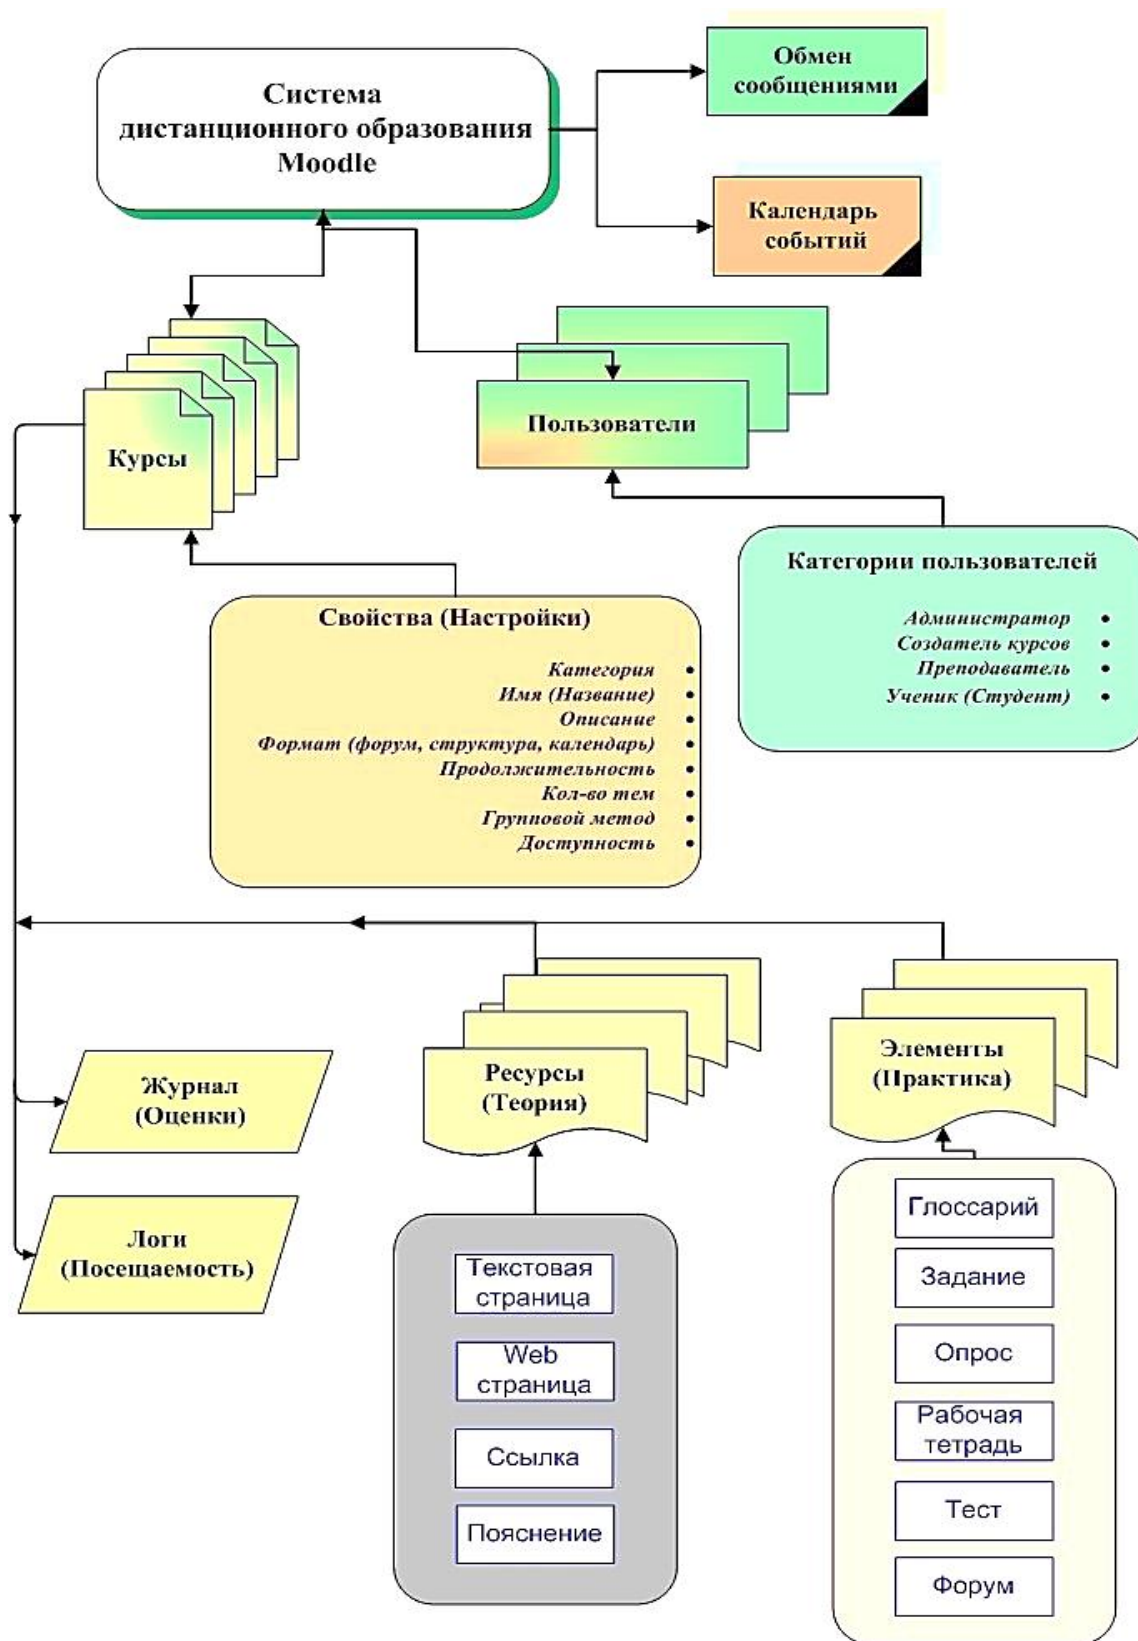 Система
дистанционного образования
Moodle
Обмен
сообщениями
Календарь
событий
Курсы
Пользователи
Категории пользователей
Администратор •
Создатель курсов •
Преподаватель •
Ученик (Студент) •
Свойства (Настройки)
Категория •
Имя (Название) •
Описание •
Формат (форум, структура, календарь) •
Продолжительность •
Кол-во тем •
Групповой метод •
Доступность •
Журнал
(Оценки)
Ресурсы
(Теория)
Элементы
(Практика)
Логи
(Посещаемость)
Текстовая
страница
Web
страница
Ссылка
Пояснение
Глоссарий
Задание
Опрос
Рабочая
тетрадь
Тест
Форум